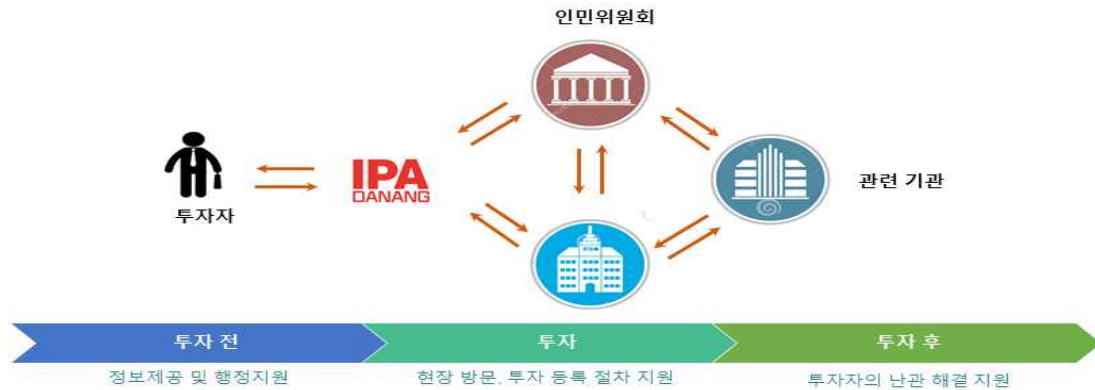 인민위원회
투자자
IPA
DANANG
관련 기관
투자 전
투자
투자 후
정보제공 및 행정지원
현장 방문, 투자 등록 절차 지원
투자자의 난관 해결 지원